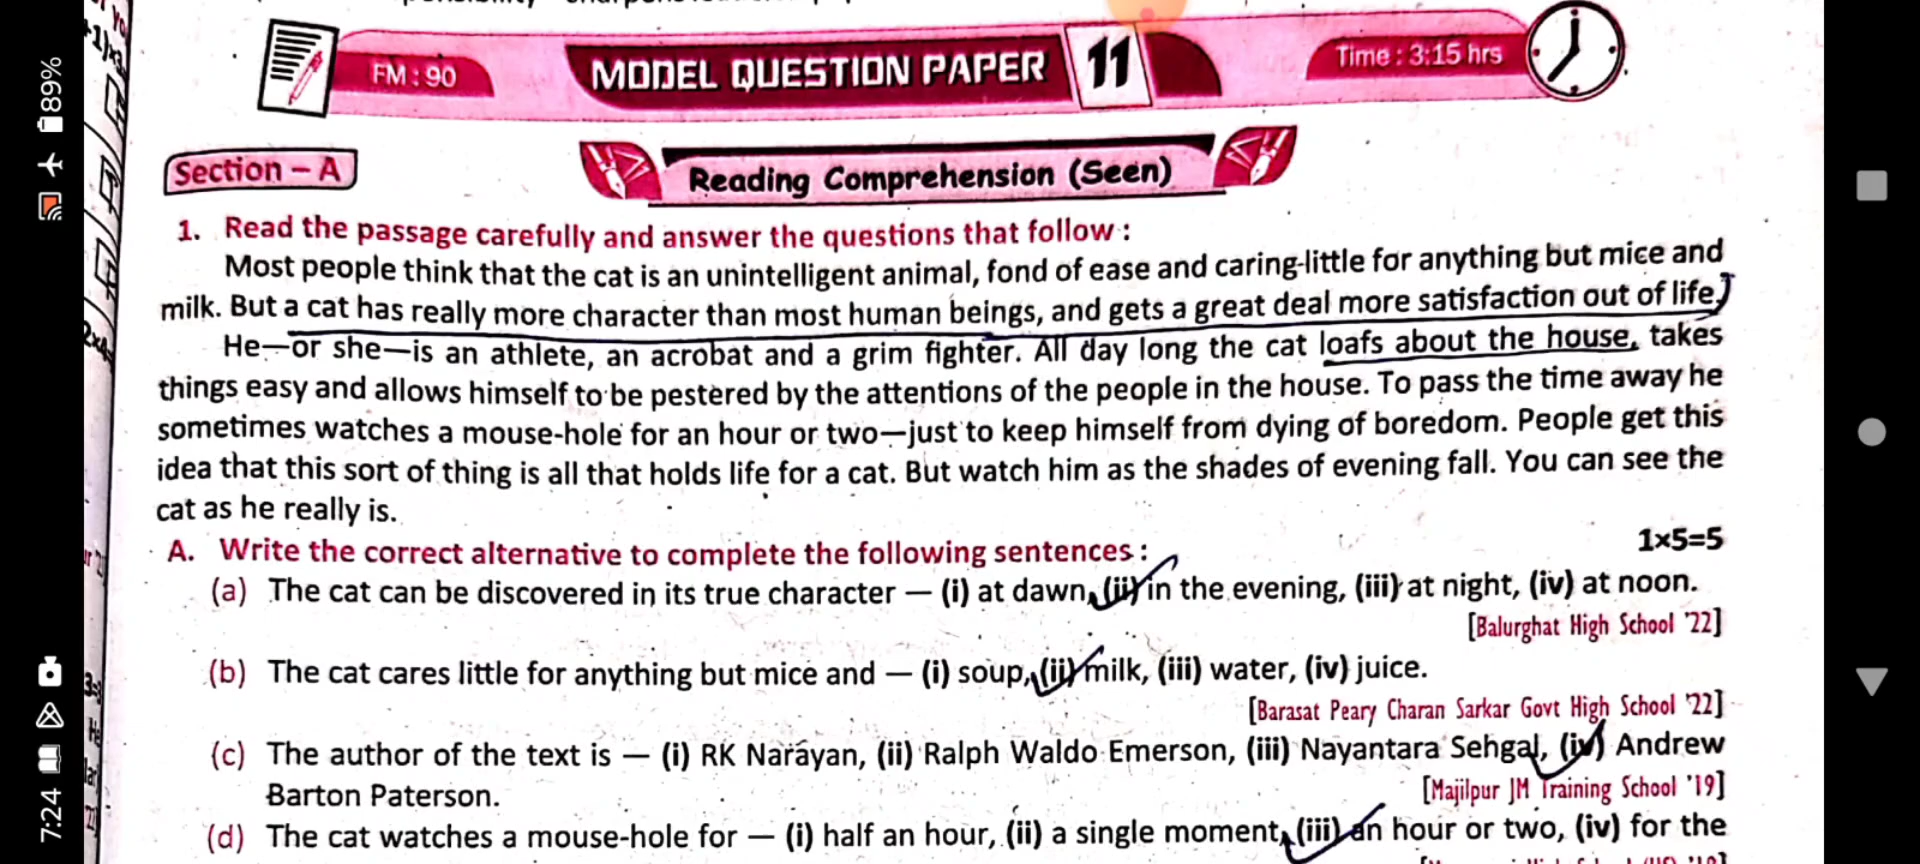 FM : 90
MODEL QUESTION PAPER 11
Time : 3:15 hrs
Section – A
Reading Comprehension (Seen)
1. Read the passage carefully and answer the questions that follow :
Most people think that the cat is an unintelligent animal, fond of ease and caring-little for anything but mice and
milk. But a cat has really more character than most human beings, and gets a great deal more satisfaction out of life.
He—or she—is an athlete, an acrobat and a grim fighter. All day long the cat loafs about the house, takes
things easy and allows himself to be pestered by the attentions of the people in the house. To pass the time away he
sometimes watches a mouse-hole for an hour or two—just to keep himself from dying of boredom. People get this
idea that this sort of thing is all that holds life for a cat. But watch him as the shades of evening fall. You can see the
cat as he really is.
A. Write the correct alternative to complete the following sentences : 1×5=5
(a) The cat can be discovered in its true character — (i) at dawn, (ii) in the evening, (iii) at night, (iv) at noon.
[Balurghat High School '22]
(b) The cat cares little for anything but mice and — (i) soup, (ii) milk, (iii) water, (iv) juice.
[Barasat Peary Charan Sarkar Govt High School '22]
(c) The author of the text is — (i) RK Narayan, (ii) Ralph Waldo Emerson, (iii) Nayantara Sehgal, (iv) Andrew
Barton Paterson.
[Majilpur JM Training School '19]
(d) The cat watches a mouse-hole for — (i) half an hour, (ii) a single moment, (iii) an hour or two, (iv) for the
89%
7:24